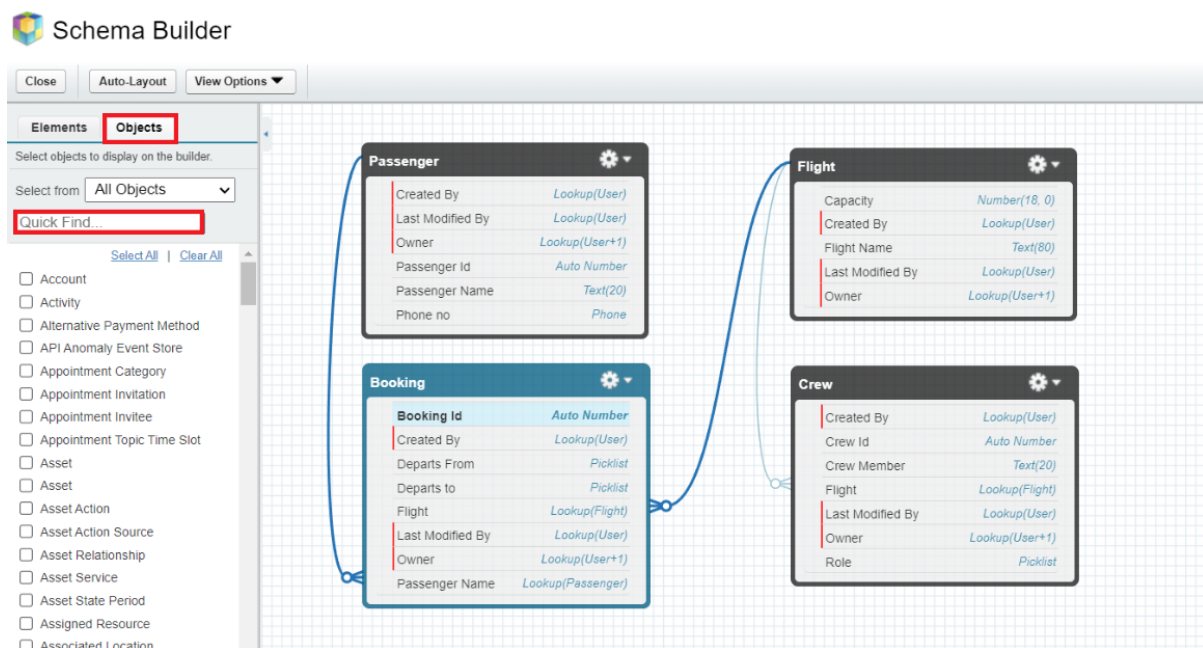 Schema Builder
Close Auto-Layout View Options
Elements Objects
Select objects to display on the builder.
Select from All Objects
Quick Find...
Select All | Clear All
Account
Activity
Alternative Payment Method
API Anomaly Event Store
Appointment Category
Appointment Invitation
Appointment Invitee
Appointment Topic Time Slot
Asset
Asset
Asset Action
Asset Action Source
Asset Relationship
Asset Service
Asset State Period
Assigned Resource
Associated Location
Passenger
Created By Lookup(User)
Last Modified By Lookup(User)
Owner Lookup(User+1)
Passenger Id Auto Number
Passenger Name Text(20)
Phone no Phone
Flight
Capacity Number(18, 0)
Created By Lookup(User)
Flight Name Text(80)
Last Modified By Lookup(User)
Owner Lookup(User+1)
Booking
Booking Id Auto Number
Created By Lookup(User)
Departs From Picklist
Departs to Picklist
Flight Lookup(Flight)
Last Modified By Lookup(User)
Owner Lookup(User+1)
Passenger Name Lookup(Passenger)
Crew
Created By Lookup(User)
Crew Id Auto Number
Crew Member Text(20)
Flight Lookup(Flight)
Last Modified By Lookup(User)
Owner Lookup(User+1)
Role Picklist